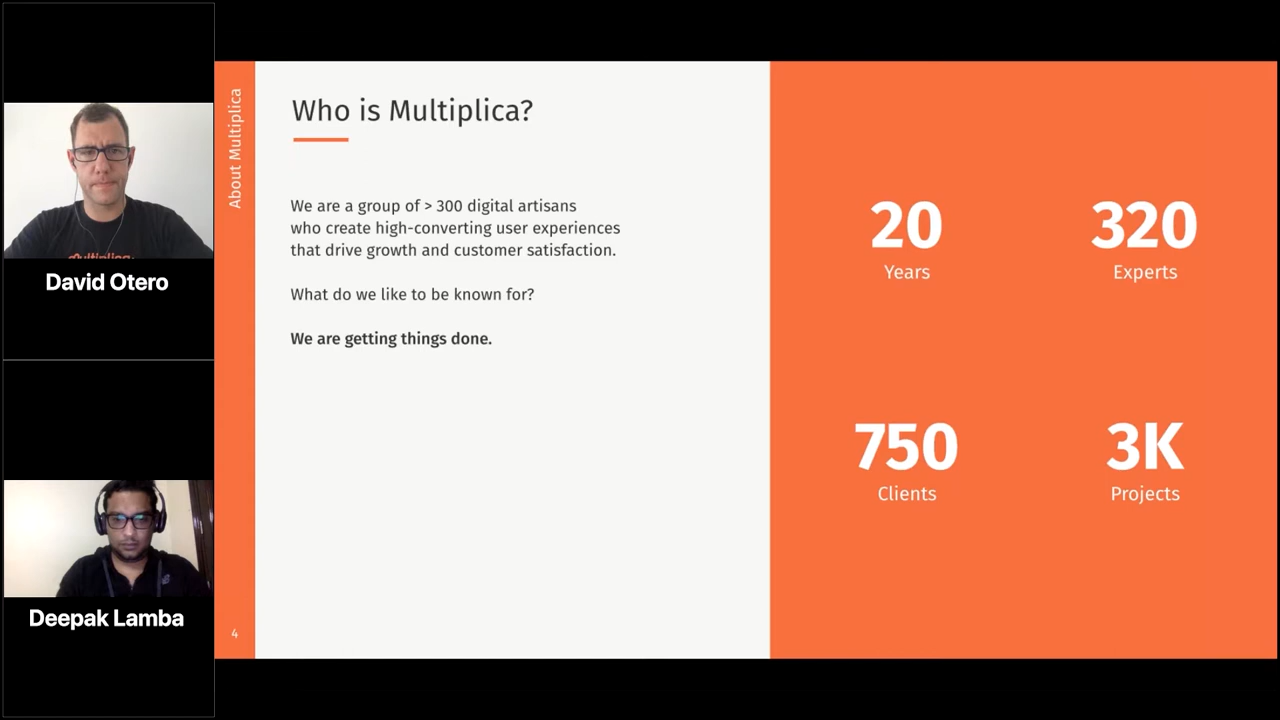 David Otero
Deepak Lamba
About Multiplica
4
Who is Multiplica?
We are a group of > 300 digital artisans
who create high-converting user experiences
that drive growth and customer satisfaction.
What do we like to be known for?
We are getting things done.
20
Years
320
Experts
750
Clients
3K
Projects